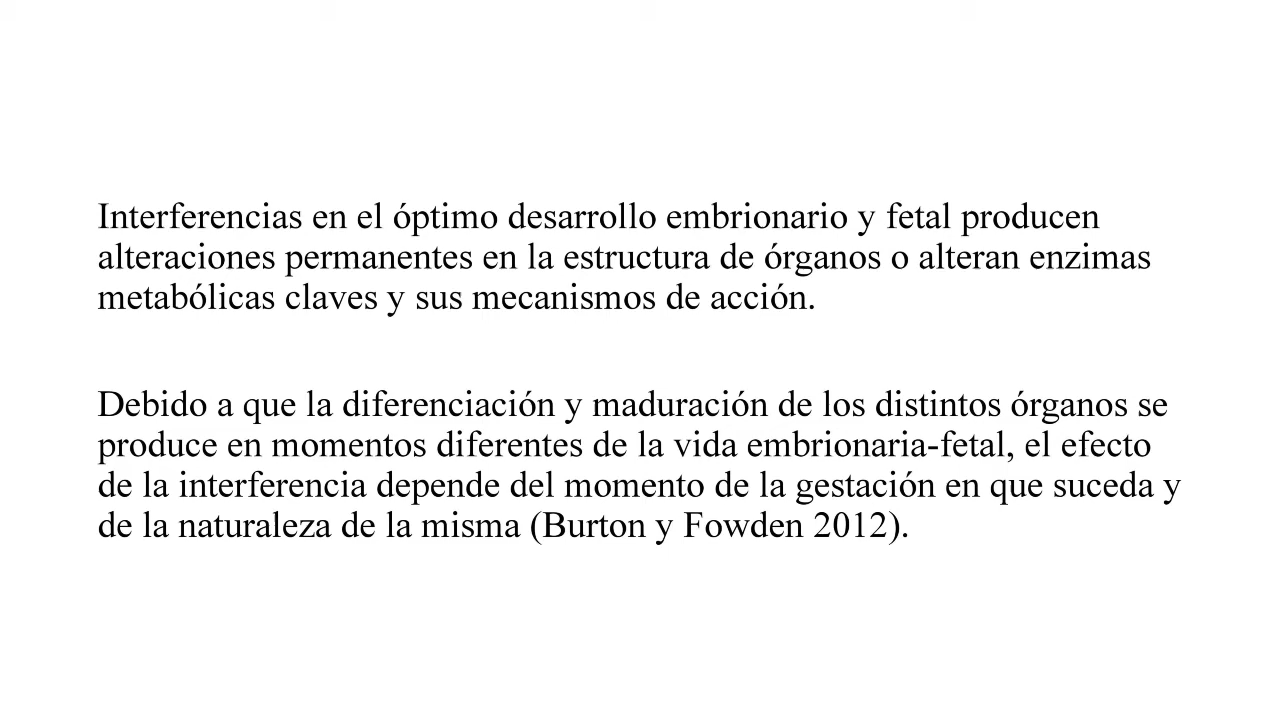 Interferencias en el óptimo desarrollo embrionario y fetal producen
alteraciones permanentes en la estructura de órganos o alteran enzimas
metabólicas claves y sus mecanismos de acción.
Debido a que la diferenciación y maduración de los distintos órganos se
produce en momentos diferentes de la vida embrionaria-fetal, el efecto
de la interferencia depende del momento de la gestación en que suceda y
de la naturaleza de la misma (Burton y Fowden 2012).